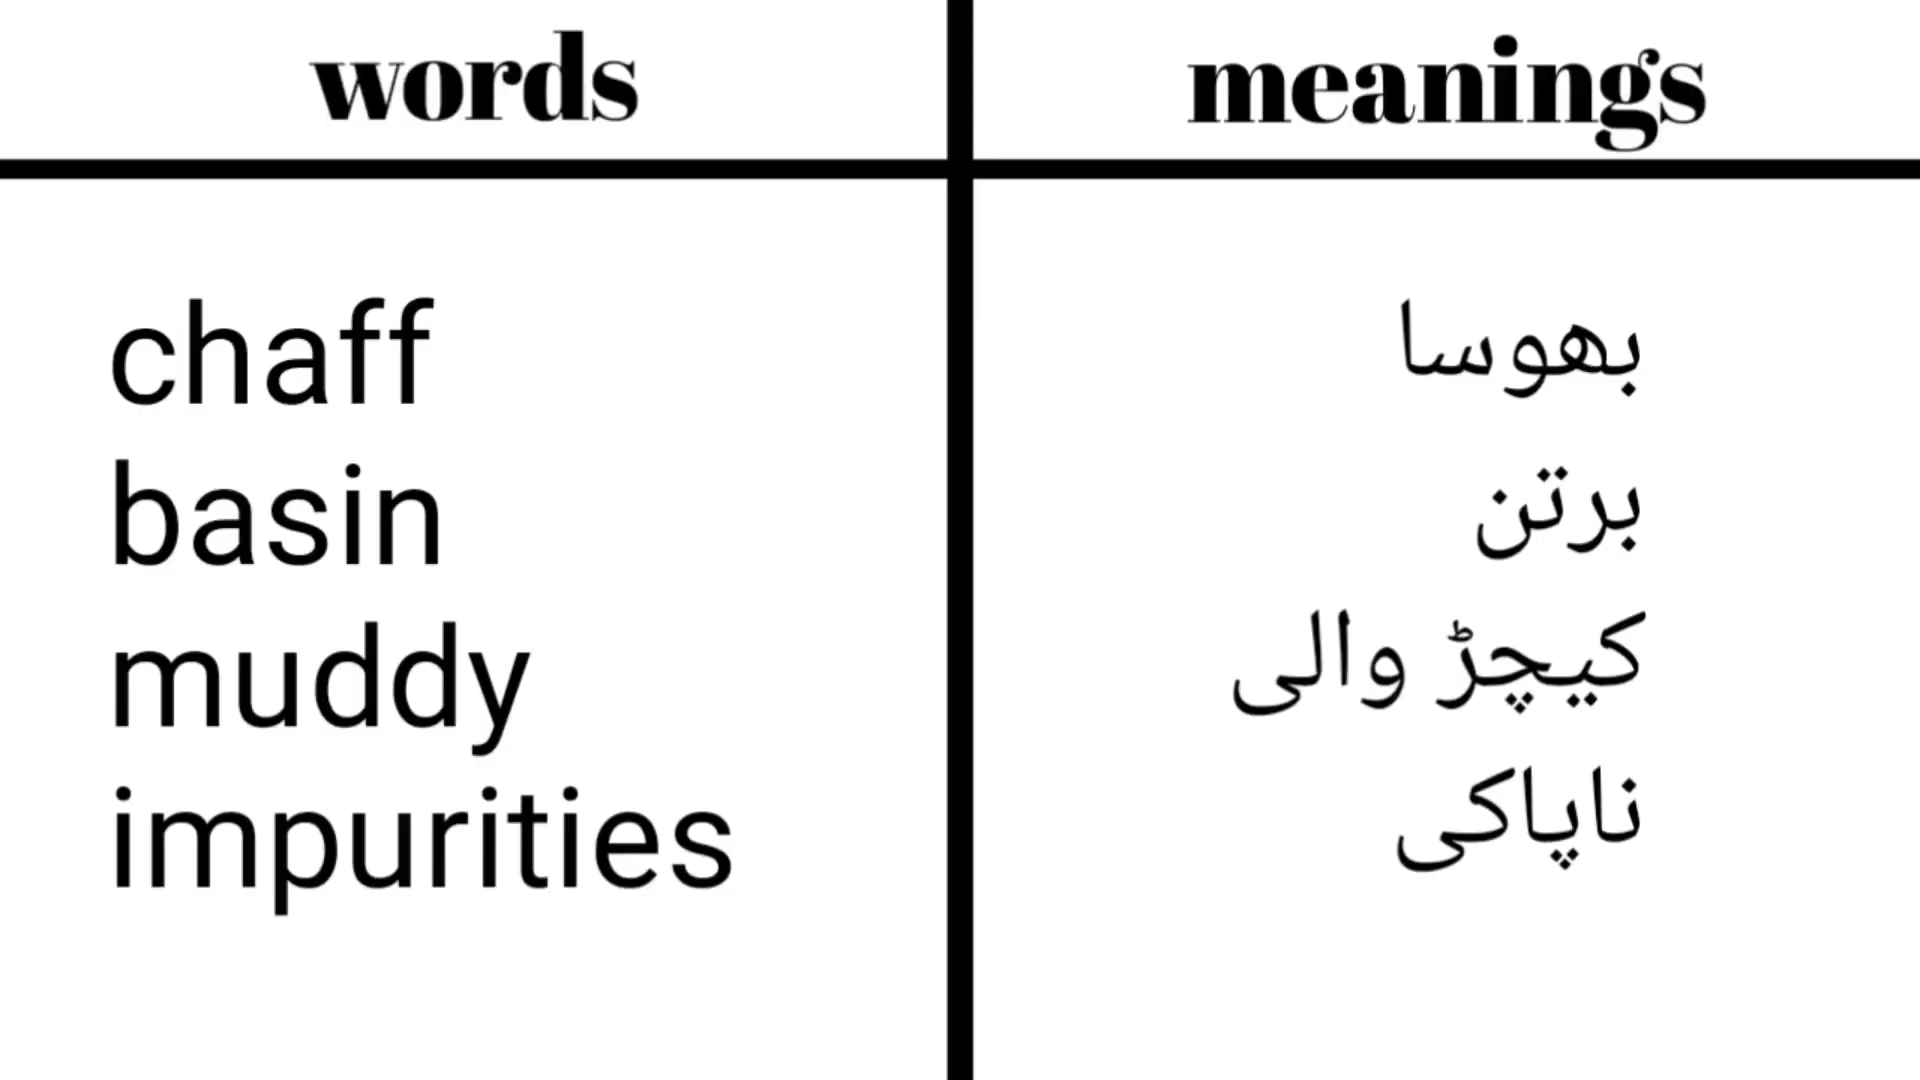 words meanings
chaff بھوسا
basin برتن
muddy کیچڑ والی
impurities ناپاکی